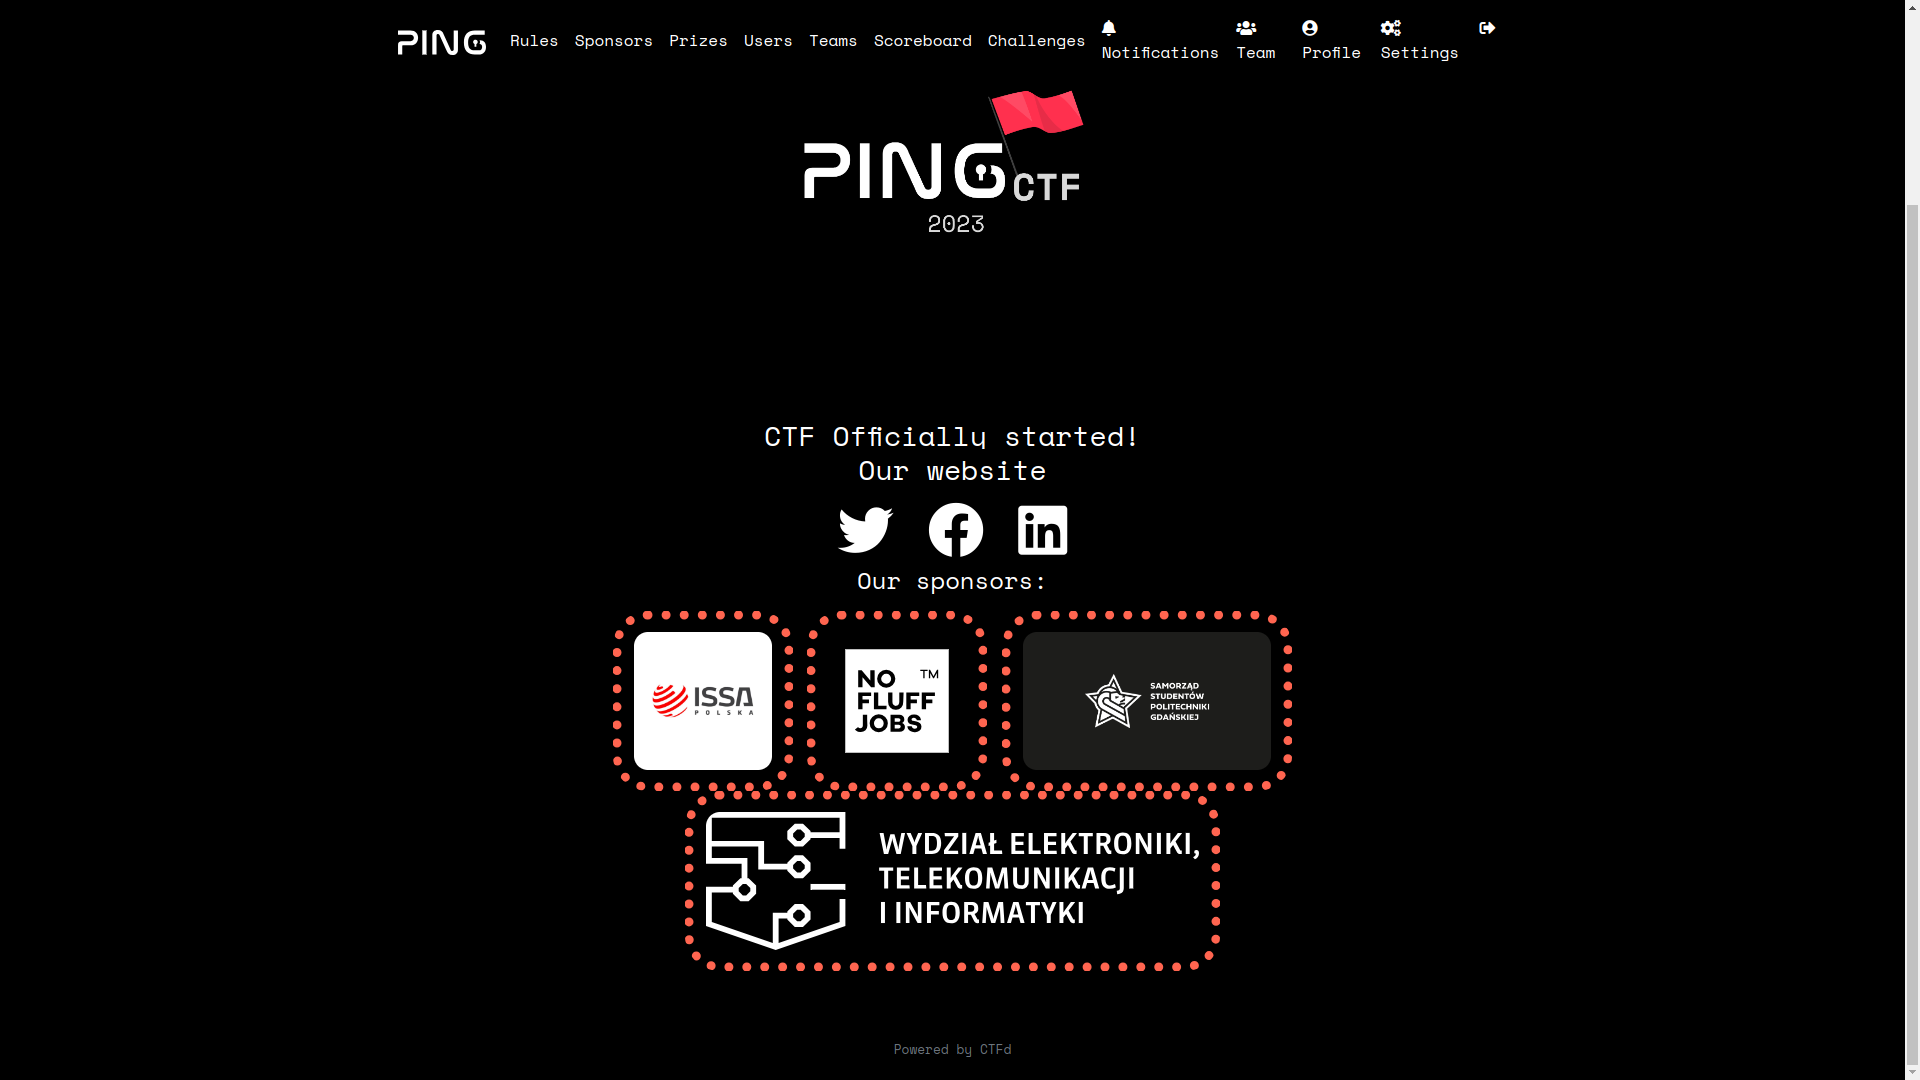 PING Rules Sponsors Prizes Users Teams Scoreboard Challenges Notifications Team Profile Settings
PING CTF
2023
CTF Officially started!
Our website
Our sponsors:
ISSA
POLSKA
NO
FLUFF
JOBS
TM
SAMORZĄD
STUDENTÓW
POLITECHNIKI
GDAŃSKIEJ
WYDZIAŁ ELEKTRONIKI,
TELEKOMUNIKACJI
I INFORMATYKI
Powered by CTFd